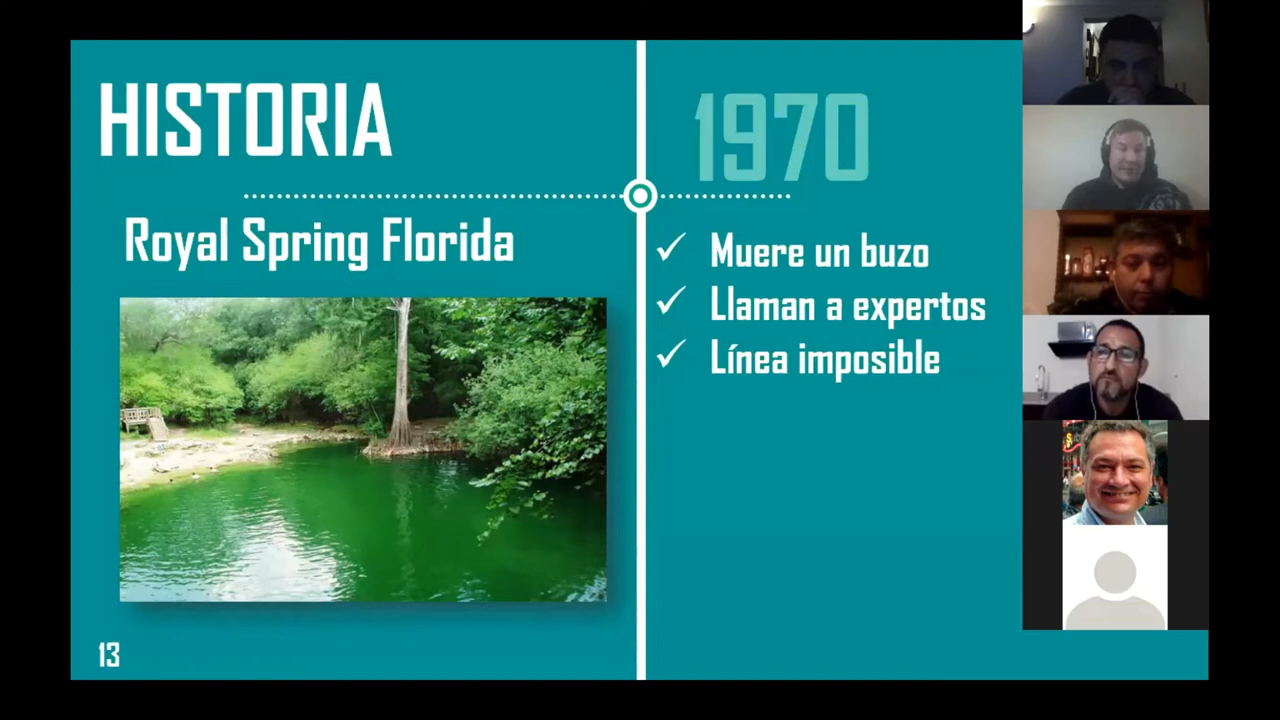 HISTORIA
Royal Spring Florida
1970
Muere un buzo
Llaman a expertos
Línea imposible
13